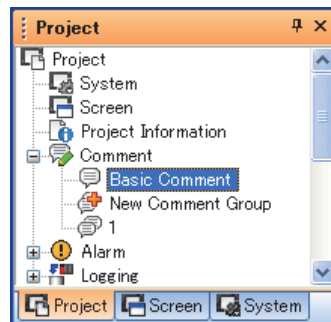 Project
Project
System
Screen
Project Information
Comment
Basic Comment
New Comment Group
1
Alarm
Logging
Project Screen System